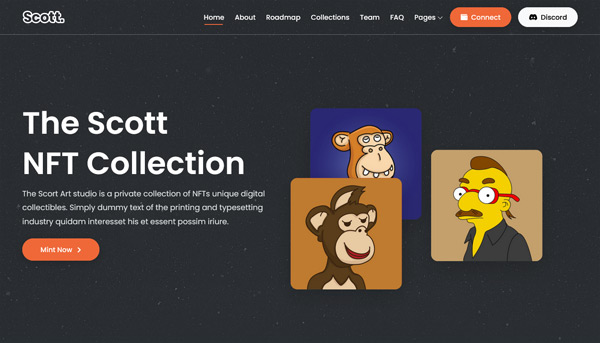 Scott.
Home About Roadmap Collections Team FAQ Pages Connect Discord
The Scott
NFT Collection
The Scort Art studio is a private collection of NFTs unique digital
collectibles. Simply dummy text of the printing and typesetting
industry quidam interesset his et essent possim iriure.
Mint Now